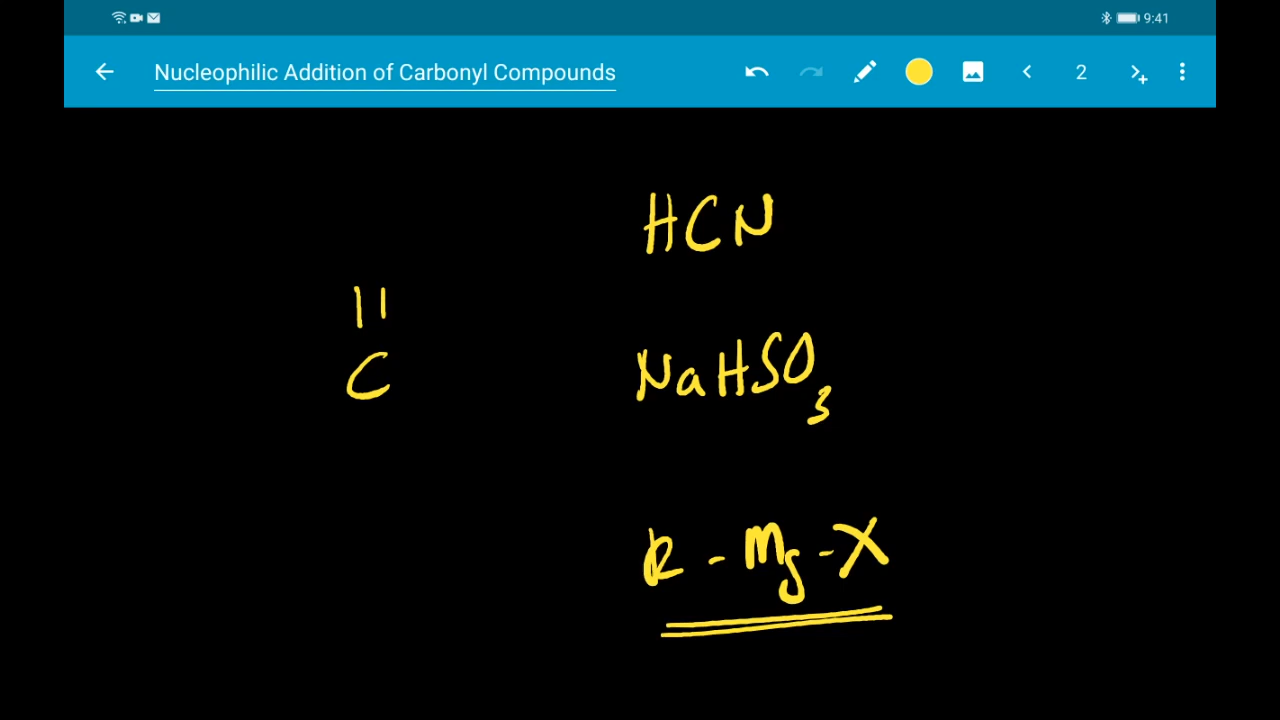 9:41
Nucleophilic Addition of Carbonyl Compounds
2
HCN
||
C
NaHSO₃
R - Mg - X